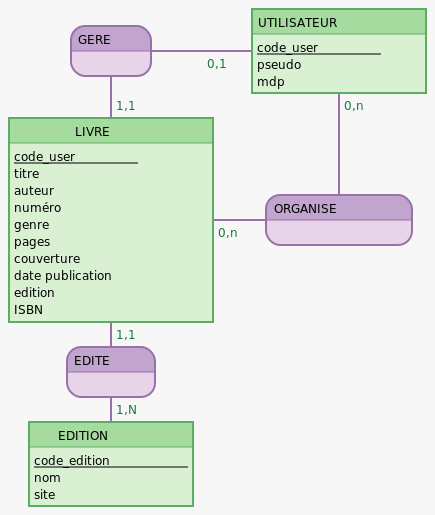 GERE
UTILISATEUR
code_user
pseudo
mdp
0,1
1,1
0,n
LIVRE
code_user
titre
auteur
numéro
genre
pages
couverture
date publication
edition
ISBN
ORGANISE
0,n
1,1
EDITE
1,N
EDITION
code_edition
nom
site